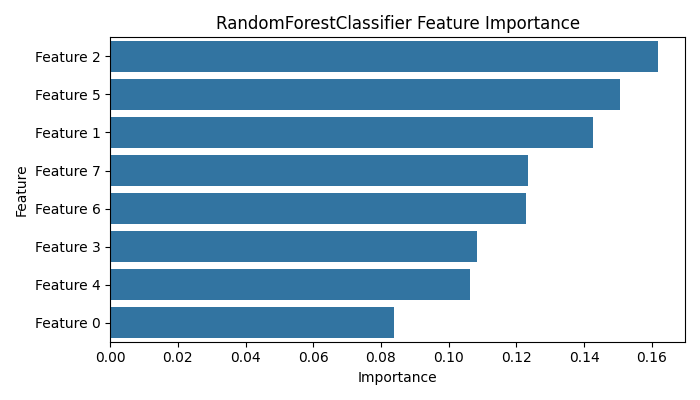 RandomForestClassifier Feature Importance
Feature
Feature 2
Feature 5
Feature 1
Feature 7
Feature 6
Feature 3
Feature 4
Feature 0
0.00 0.02 0.04 0.06 0.08 0.10 0.12 0.14 0.16
Importance